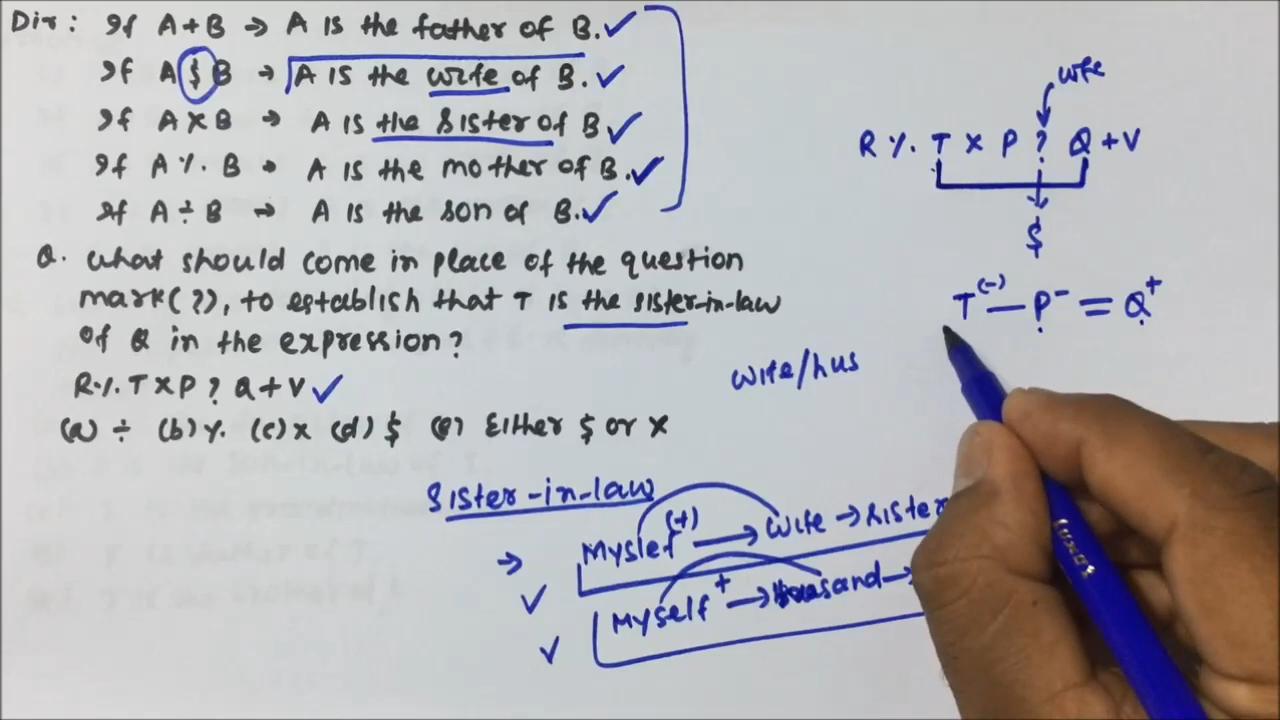 Dir: If A + B → A is the father of B. ✓
If A $ B → A is the wife of B. ✓
If A × B → A is the sister of B ✓
If A % B → A is the mother of B. ✓
If A ÷ B → A is the son of B. ✓
Q. What should come in place of the question
mark(?), to establish that T is the sister-in-law
of Q in the expression?
R % T × P ? Q + V ✓
(a) ÷ (b) % (c) × (d) $ (e) Either $ or ×
wife
R % T × P ? Q + V
$
T(-) — P- = Q+
wife/hus
Sister-in-law
→ Myslef(+) → wife → sister
✓ Myself+ →
✓
luxor